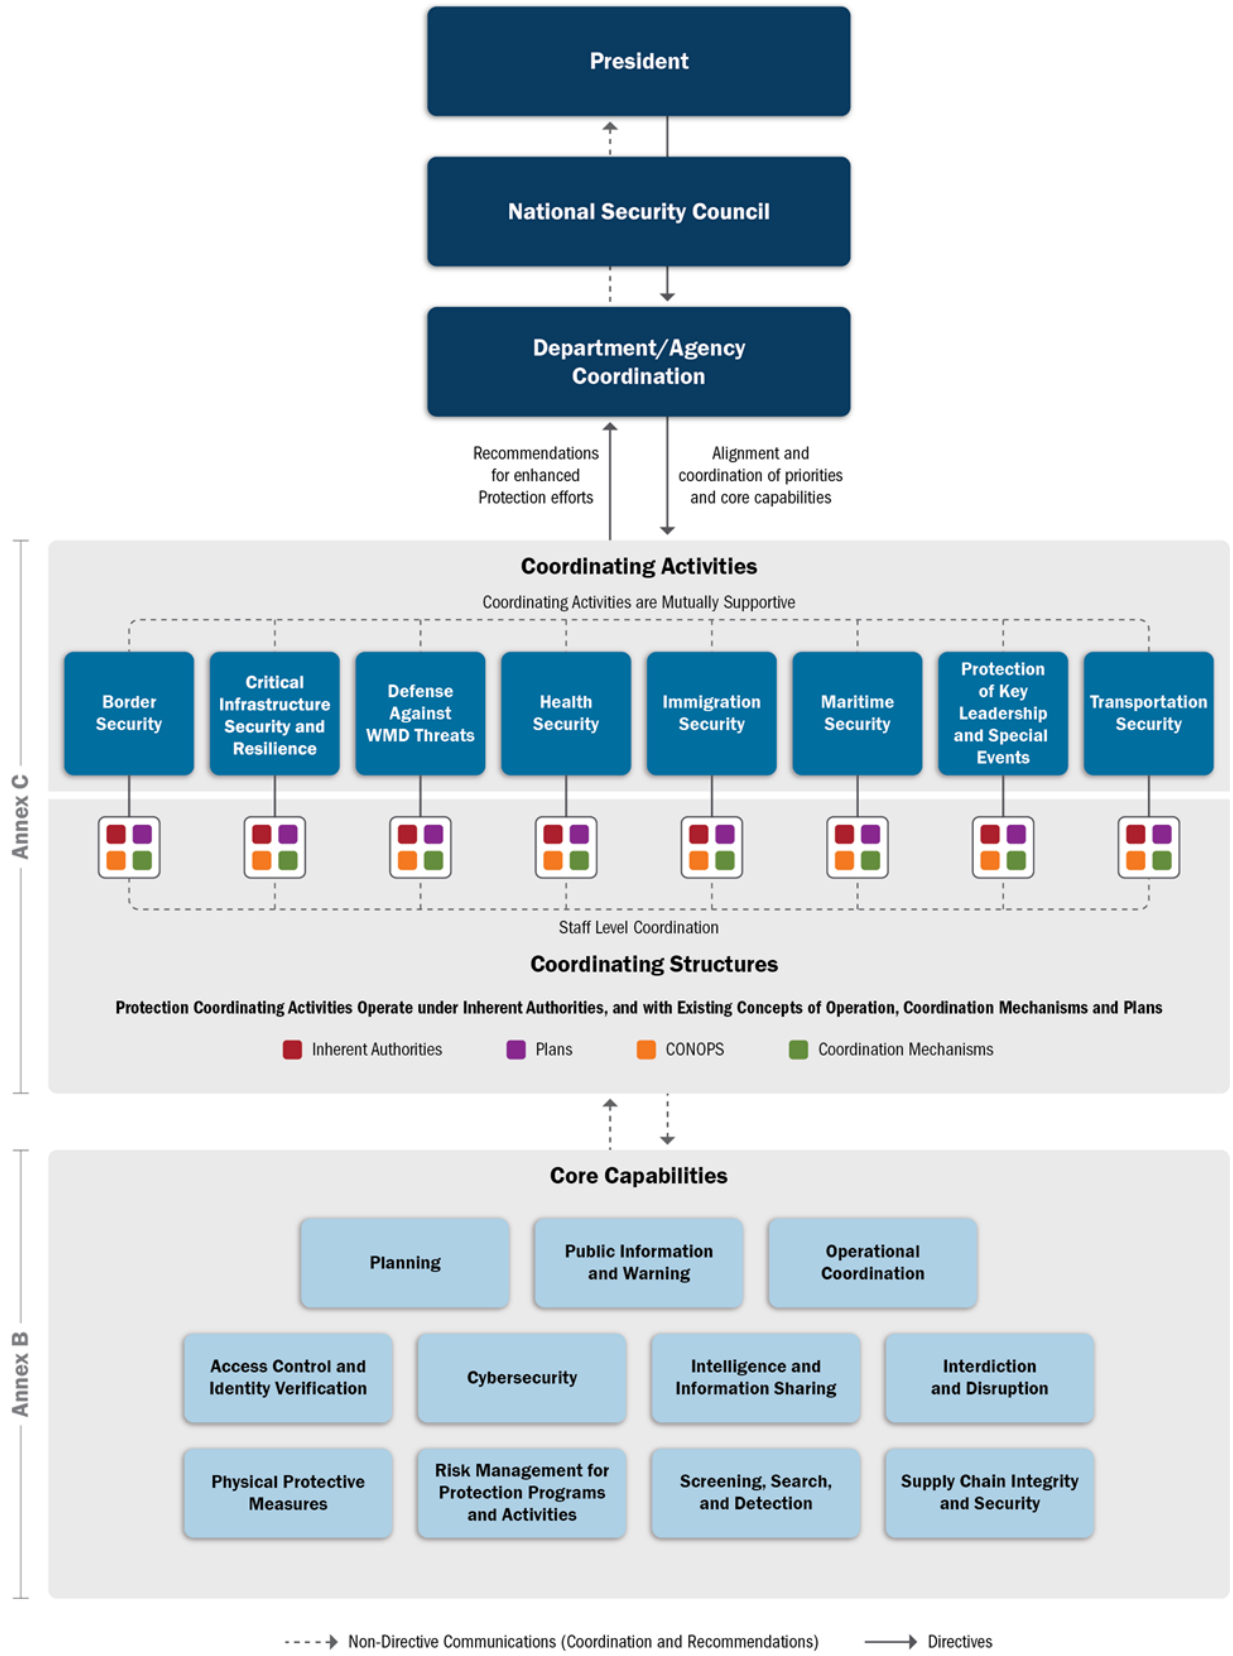 President
National Security Council
Department/Agency
Coordination
Recommendations
for enhanced
Protection efforts
Alignment and
coordination of priorities
and core capabilities
Annex C
Coordinating Activities
Coordinating Activities are Mutually Supportive
Border
Security
Critical
Infrastructure
Security and
Resilience
Defense
Against
WMD Threats
Health
Security
Immigration
Security
Maritime
Security
Protection
of Key
Leadership
and Special
Events
Transportation
Security
Staff Level Coordination
Coordinating Structures
Protection Coordinating Activities Operate under Inherent Authorities, and with Existing Concepts of Operation, Coordination Mechanisms and Plans
Inherent Authorities
Plans
CONOPS
Coordination Mechanisms
Annex B
Core Capabilities
Planning
Public Information
and Warning
Operational
Coordination
Access Control and
Identity Verification
Cybersecurity
Intelligence and
Information Sharing
Interdiction
and Disruption
Physical Protective
Measures
Risk Management for
Protection Programs
and Activities
Screening, Search,
and Detection
Supply Chain Integrity
and Security
Non-Directive Communications (Coordination and Recommendations)
Directives